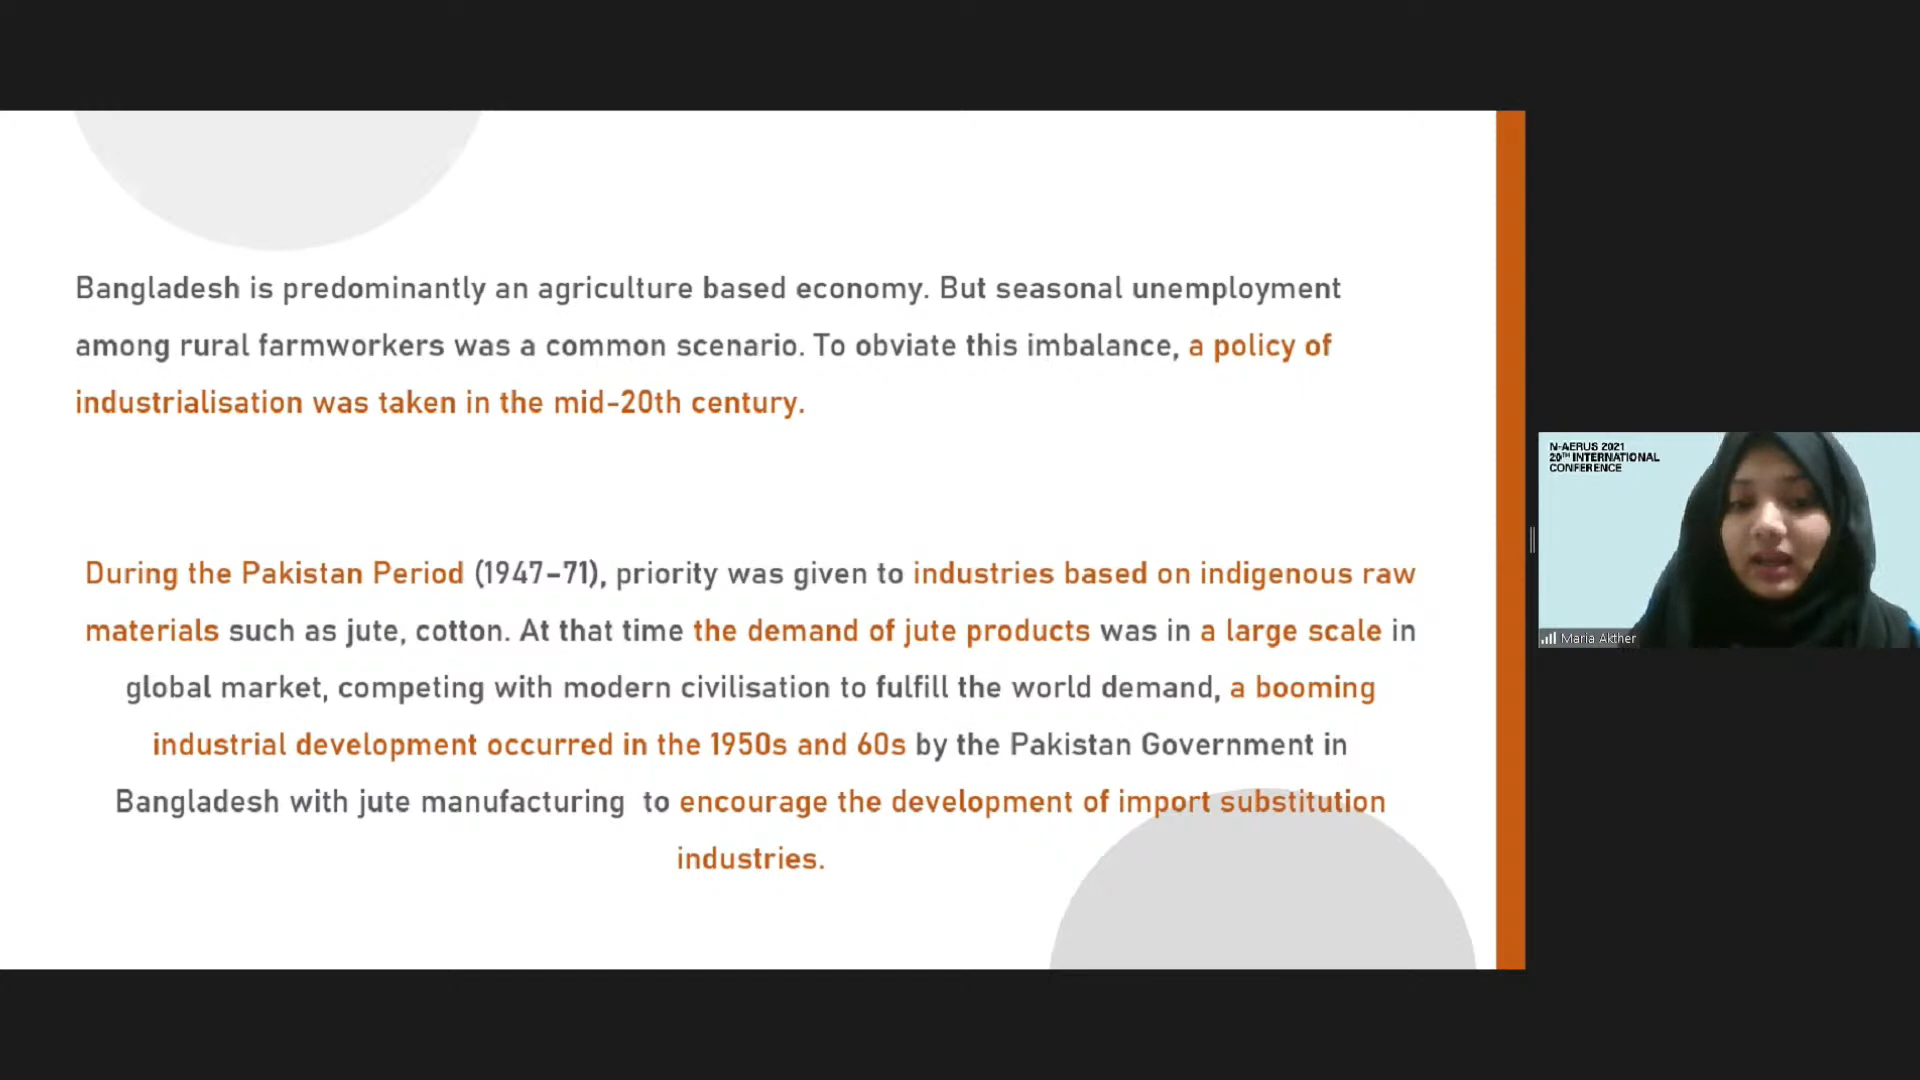 Bangladesh is predominantly an agriculture based economy. But seasonal unemployment
among rural farmworkers was a common scenario. To obviate this imbalance, a policy of
industrialisation was taken in the mid-20th century.
During the Pakistan Period (1947–71), priority was given to industries based on indigenous raw
materials such as jute, cotton. At that time the demand of jute products was in a large scale in
global market, competing with modern civilisation to fulfill the world demand, a booming
industrial development occurred in the 1950s and 60s by the Pakistan Government in
Bangladesh with jute manufacturing to encourage the development of import substitution
industries.
N-AERUS 2021
20TH INTERNATIONAL
CONFERENCE
Maria Akther